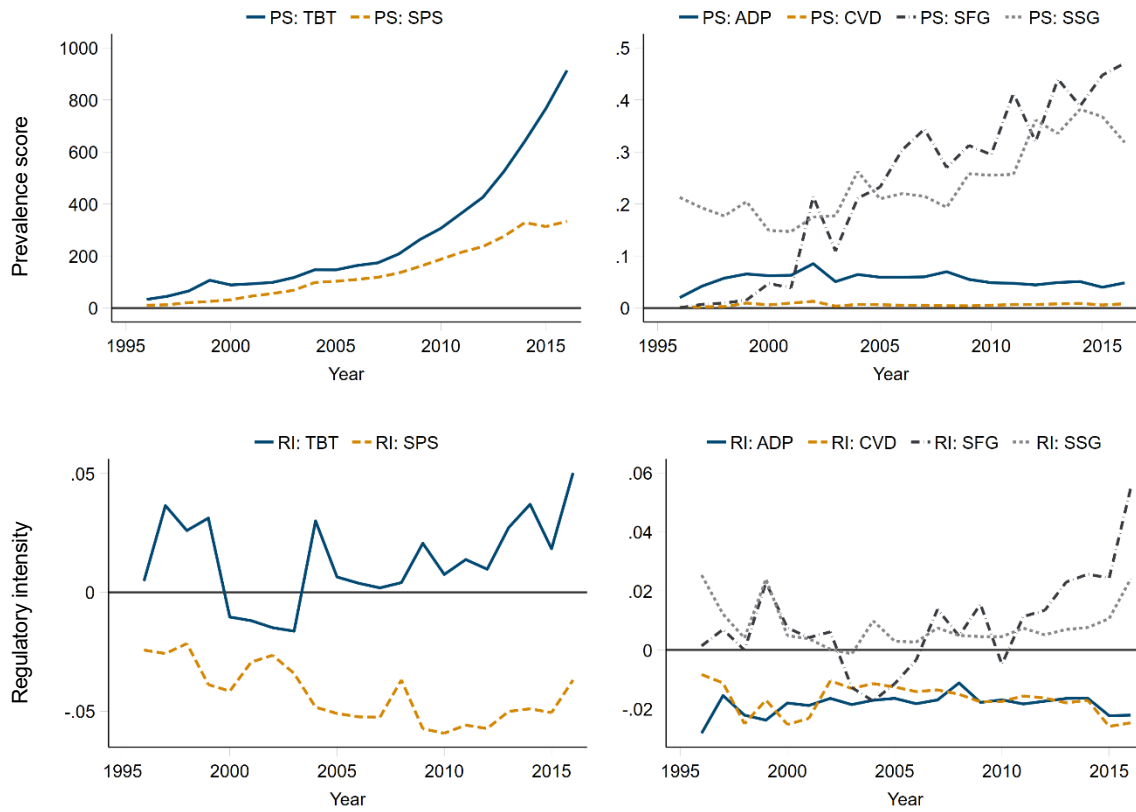 PS: TBT PS: SPS
1000
800
600
400
200
0
Prevalence score
1995 2000 2005 2010 2015
Year
PS: ADP PS: CVD PS: SFG PS: SSG
.5
.4
.3
.2
.1
0
1995 2000 2005 2010 2015
Year
RI: TBT RI: SPS
.05
0
-.05
Regulatory intensity
1995 2000 2005 2010 2015
Year
RI: ADP RI: CVD RI: SFG RI: SSG
.06
.04
.02
0
-.02
1995 2000 2005 2010 2015
Year